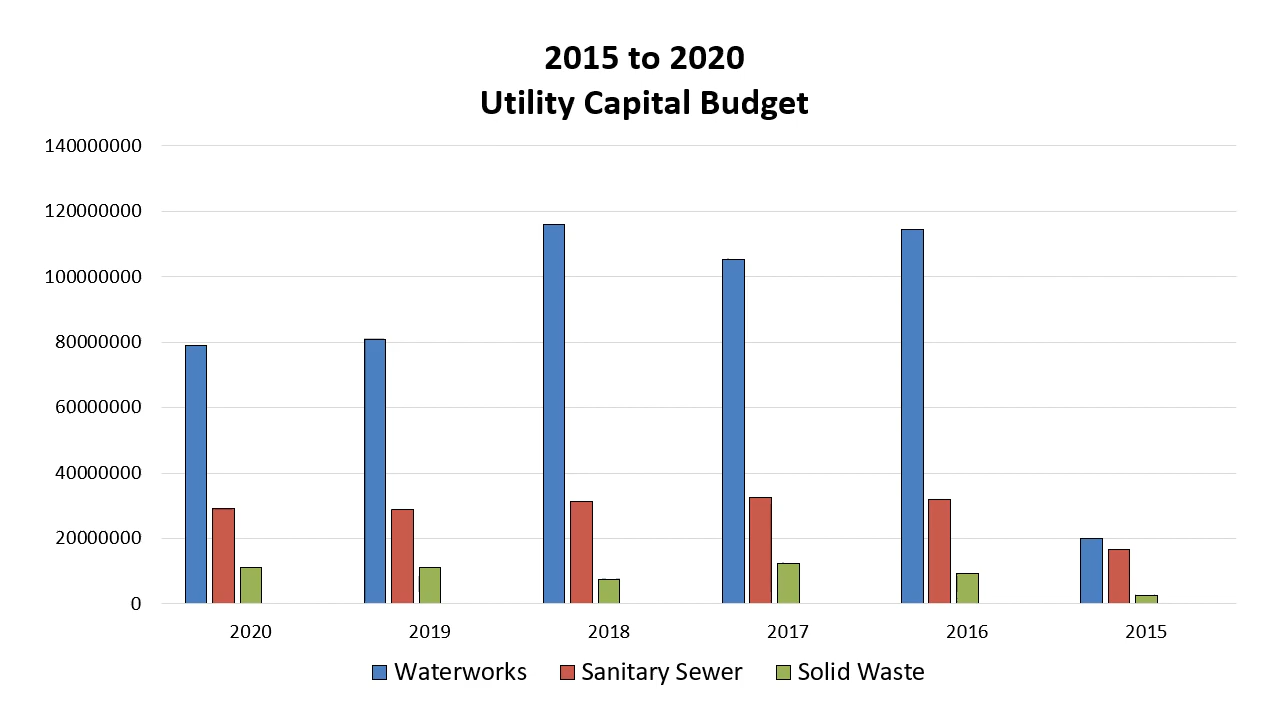 2015 to 2020
Utility Capital Budget
140000000
120000000
100000000
80000000
60000000
40000000
20000000
0
2020 2019 2018 2017 2016 2015
Waterworks Sanitary Sewer Solid Waste